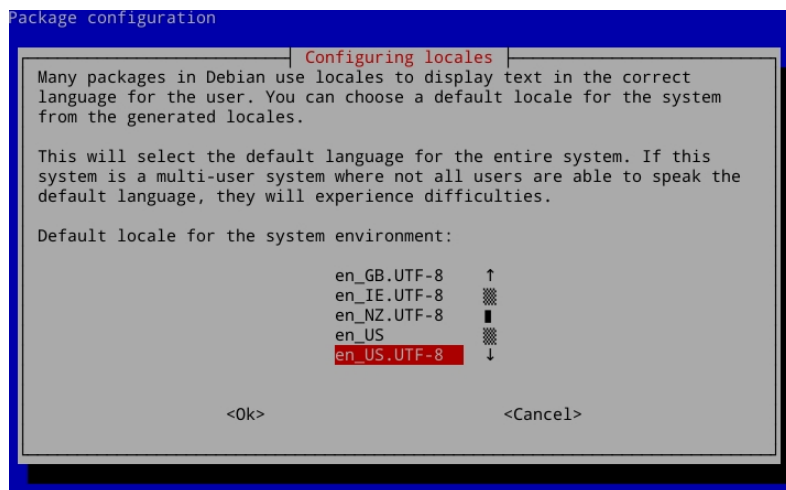 Package configuration
Configuring locales
Many packages in Debian use locales to display text in the correct
language for the user. You can choose a default locale for the system
from the generated locales.
This will select the default language for the entire system. If this
system is a multi-user system where not all users are able to speak the
default language, they will experience difficulties.
Default locale for the system environment:
en_GB.UTF-8
en_IE.UTF-8
en_NZ.UTF-8
en_US
en_US.UTF-8
<Ok> <Cancel>